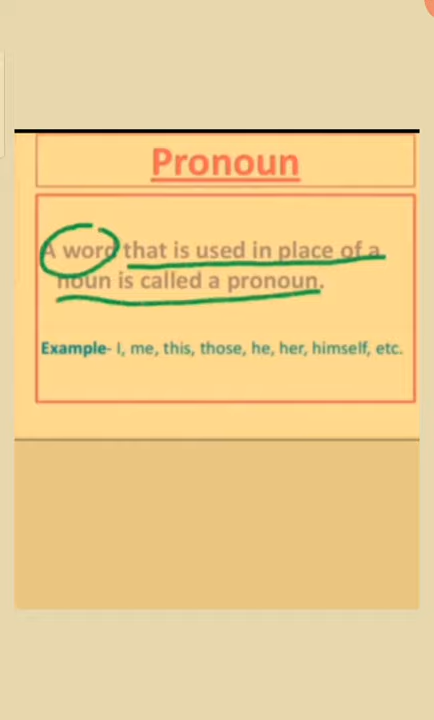 Pronoun
A word that is used in place of a
noun is called a pronoun.
Example- I, me, this, those, he, her, himself, etc.